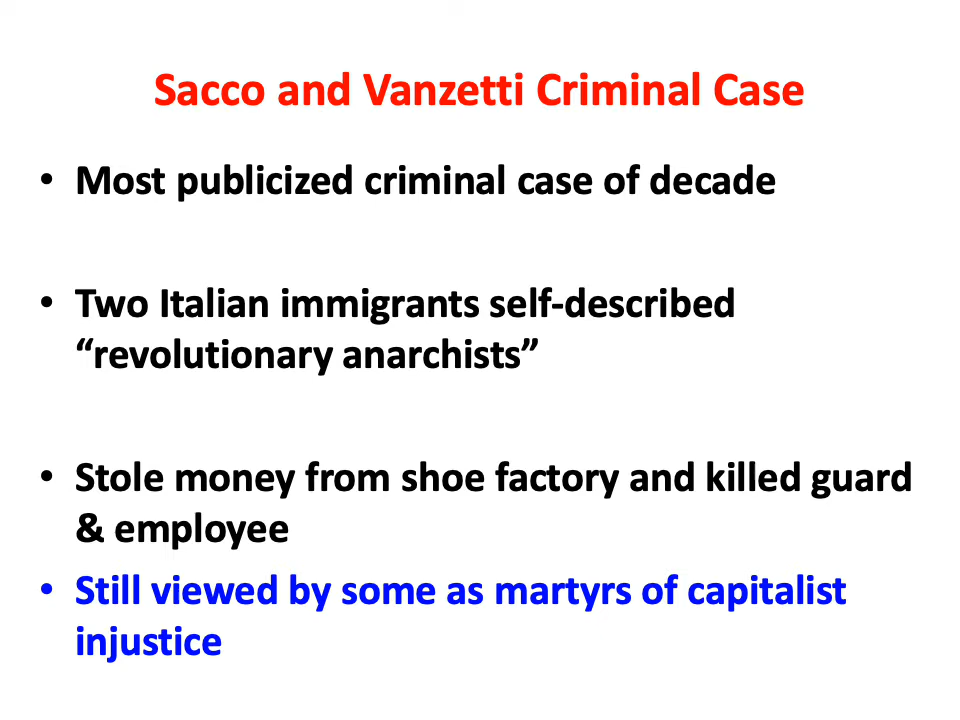 Sacco and Vanzetti Criminal Case
• Most publicized criminal case of decade
• Two Italian immigrants self-described
“revolutionary anarchists”
• Stole money from shoe factory and killed guard
& employee
• Still viewed by some as martyrs of capitalist
injustice